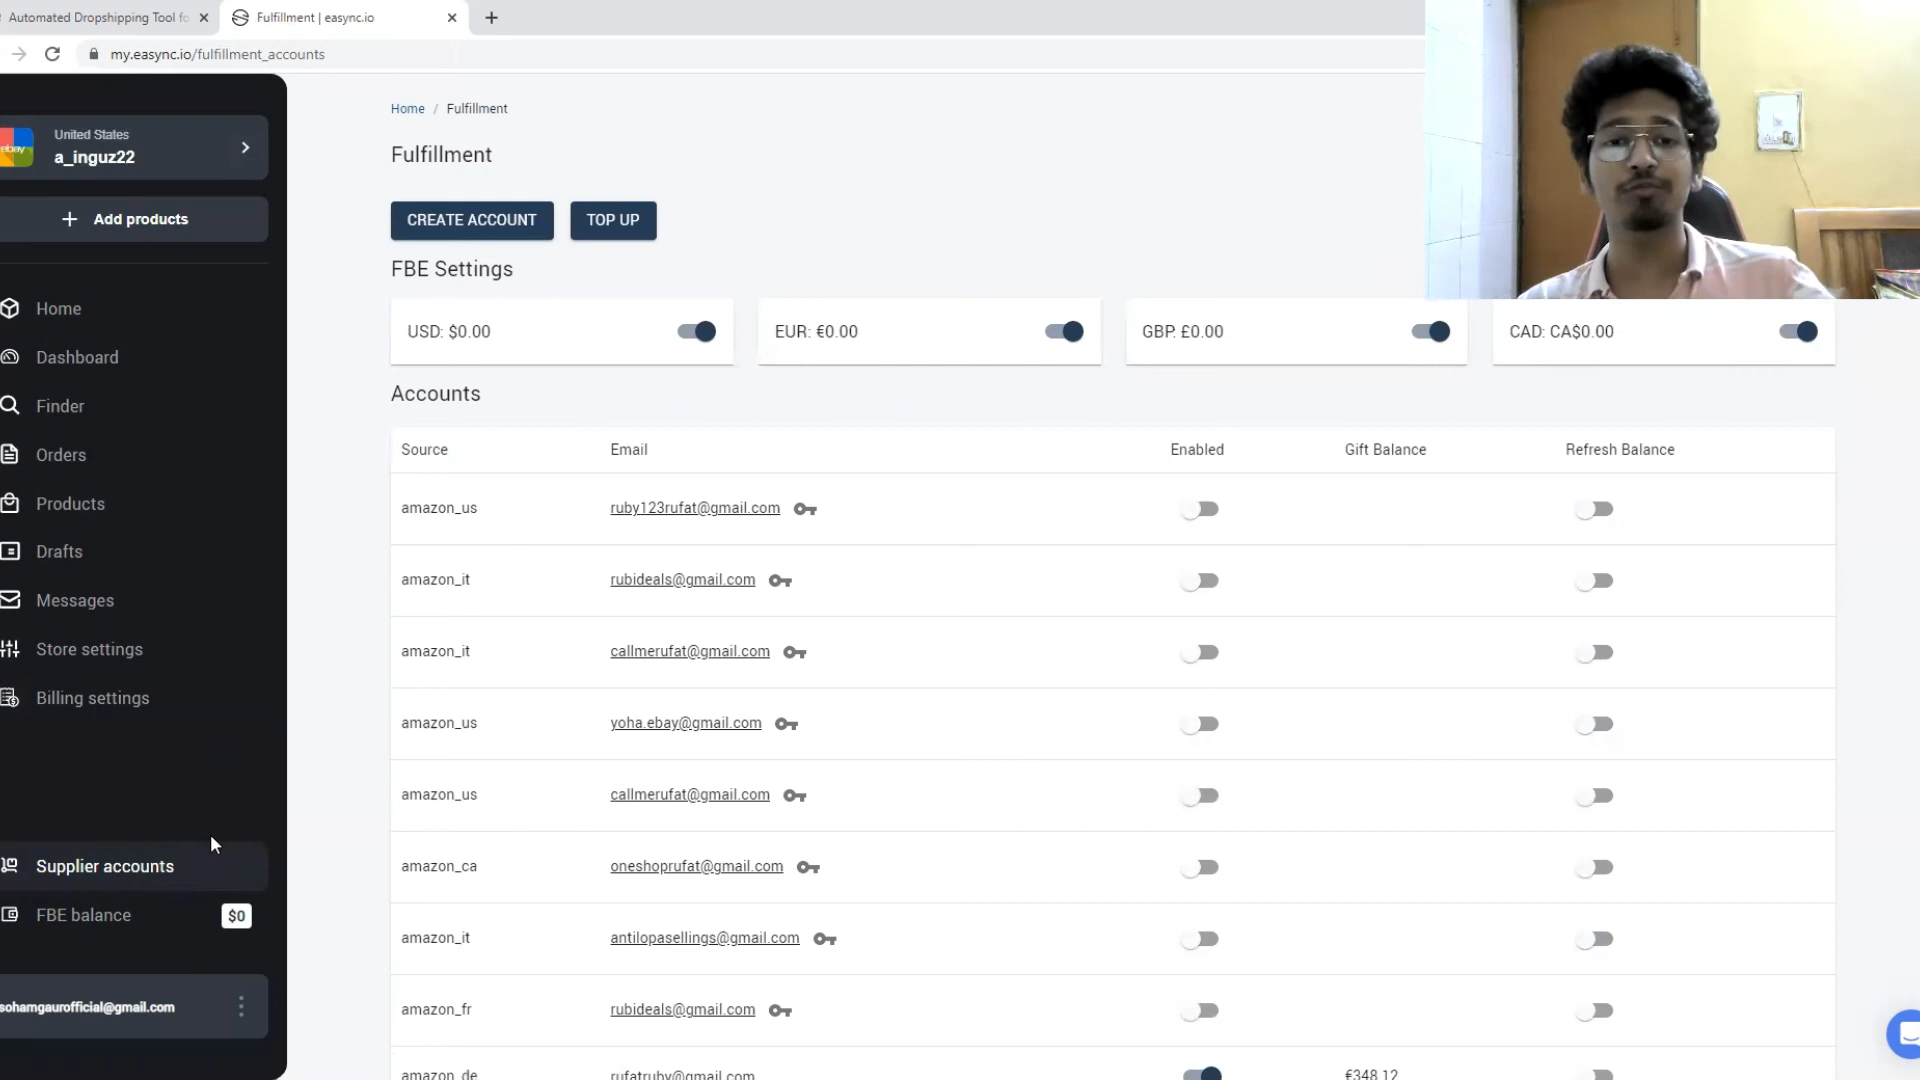 Automated Dropshipping Tool fo
Fulfillment | easync.io
my.easync.io/fulfillment_accounts
ebay
United States
a_inguz22
Add products
Home
Dashboard
Finder
Orders
Products
Drafts
Messages
Store settings
Billing settings
Supplier accounts
FBE balance $0
sohamgaurofficial@gmail.com
Home / Fulfillment
Fulfillment
CREATE ACCOUNT TOP UP
FBE Settings
USD: $0.00 EUR: €0.00 GBP: £0.00 CAD: CA$0.00
Accounts
Source Email Enabled Gift Balance Refresh Balance
amazon_us ruby123rufat@gmail.com
amazon_it rubideals@gmail.com
amazon_it callmerufat@gmail.com
amazon_us yoha.ebay@gmail.com
amazon_us callmerufat@gmail.com
amazon_ca oneshoprufat@gmail.com
amazon_it antilopasellings@gmail.com
amazon_fr rubideals@gmail.com
amazon_de rufatruby@gmail.com €348.12